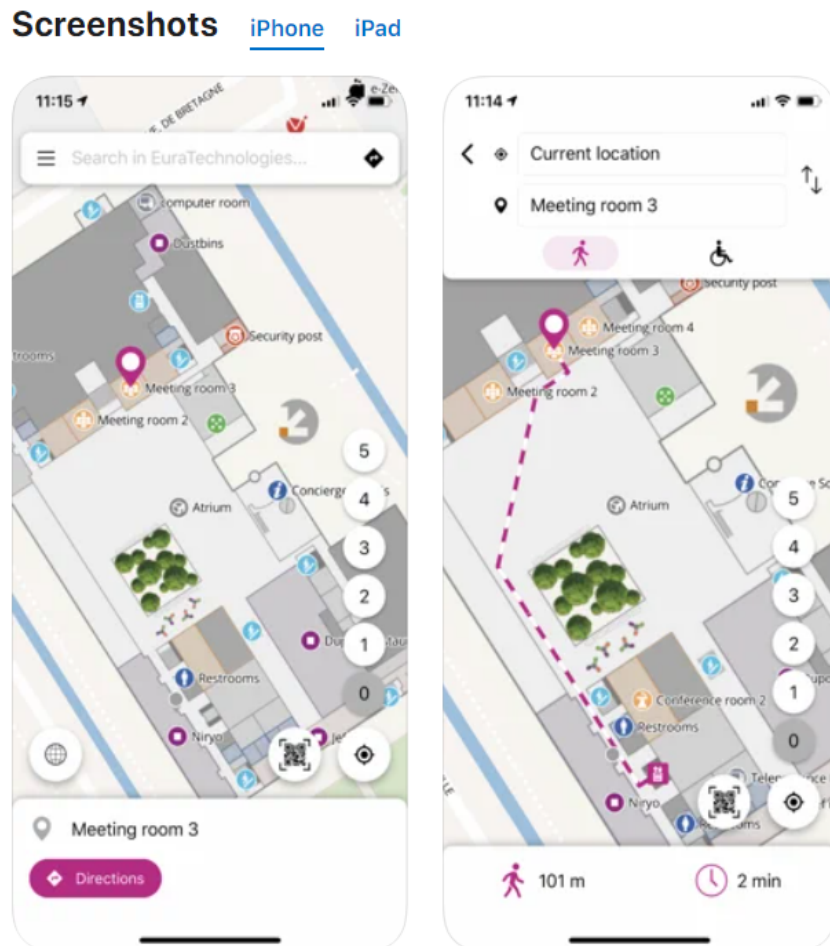 Screenshots iPhone iPad
11:15
DE BRETAGNE
Search in EuraTechnologies...
computer room
Dustbins
Security post
Meeting room 3
Meeting room 2
5
4
Atrium
3
2
1
Restrooms
0
Niryo
Meeting room 3
Directions
11:14
Current location
Meeting room 3
Security post
Meeting room 4
Meeting room 3
Meeting room 2
5
Atrium
4
3
2
Conference room 2
1
Restrooms
0
Niryo
101 m
2 min